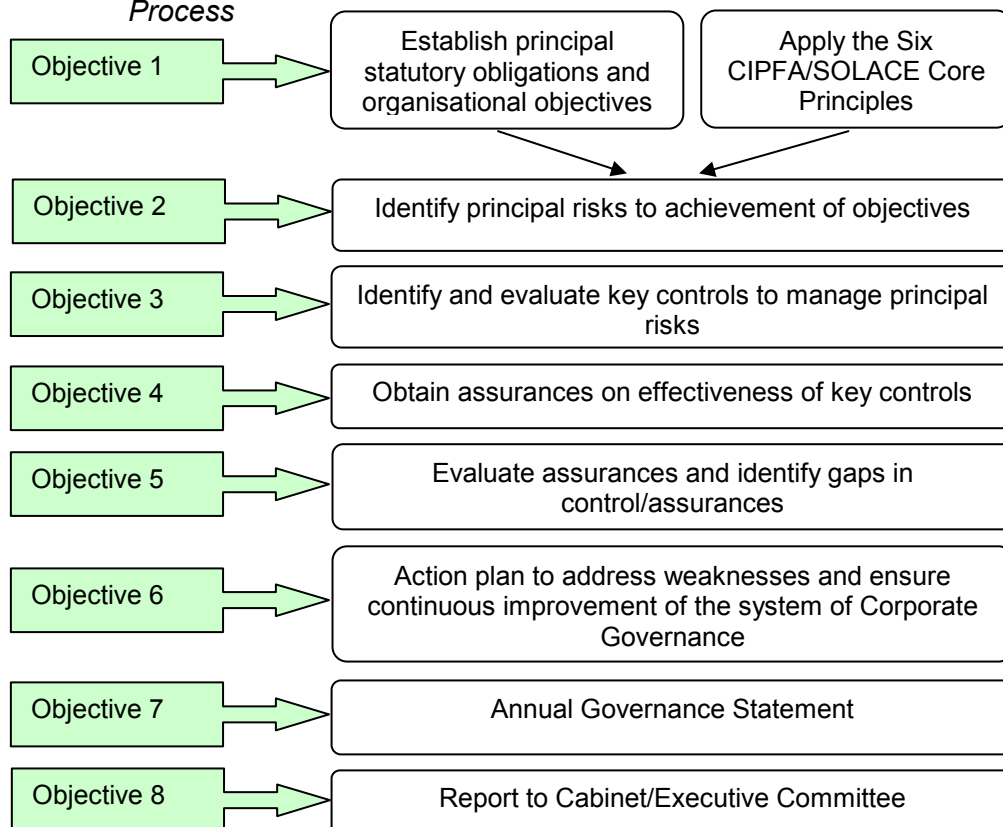 Process
Objective 1
Establish principal
statutory obligations and
organisational objectives
Apply the Six
CIPFA/SOLACE Core
Principles
Objective 2
Identify principal risks to achievement of objectives
Objective 3
Identify and evaluate key controls to manage principal
risks
Objective 4
Obtain assurances on effectiveness of key controls
Objective 5
Evaluate assurances and identify gaps in
control/assurances
Objective 6
Action plan to address weaknesses and ensure
continuous improvement of the system of Corporate
Governance
Objective 7
Annual Governance Statement
Objective 8
Report to Cabinet/Executive Committee